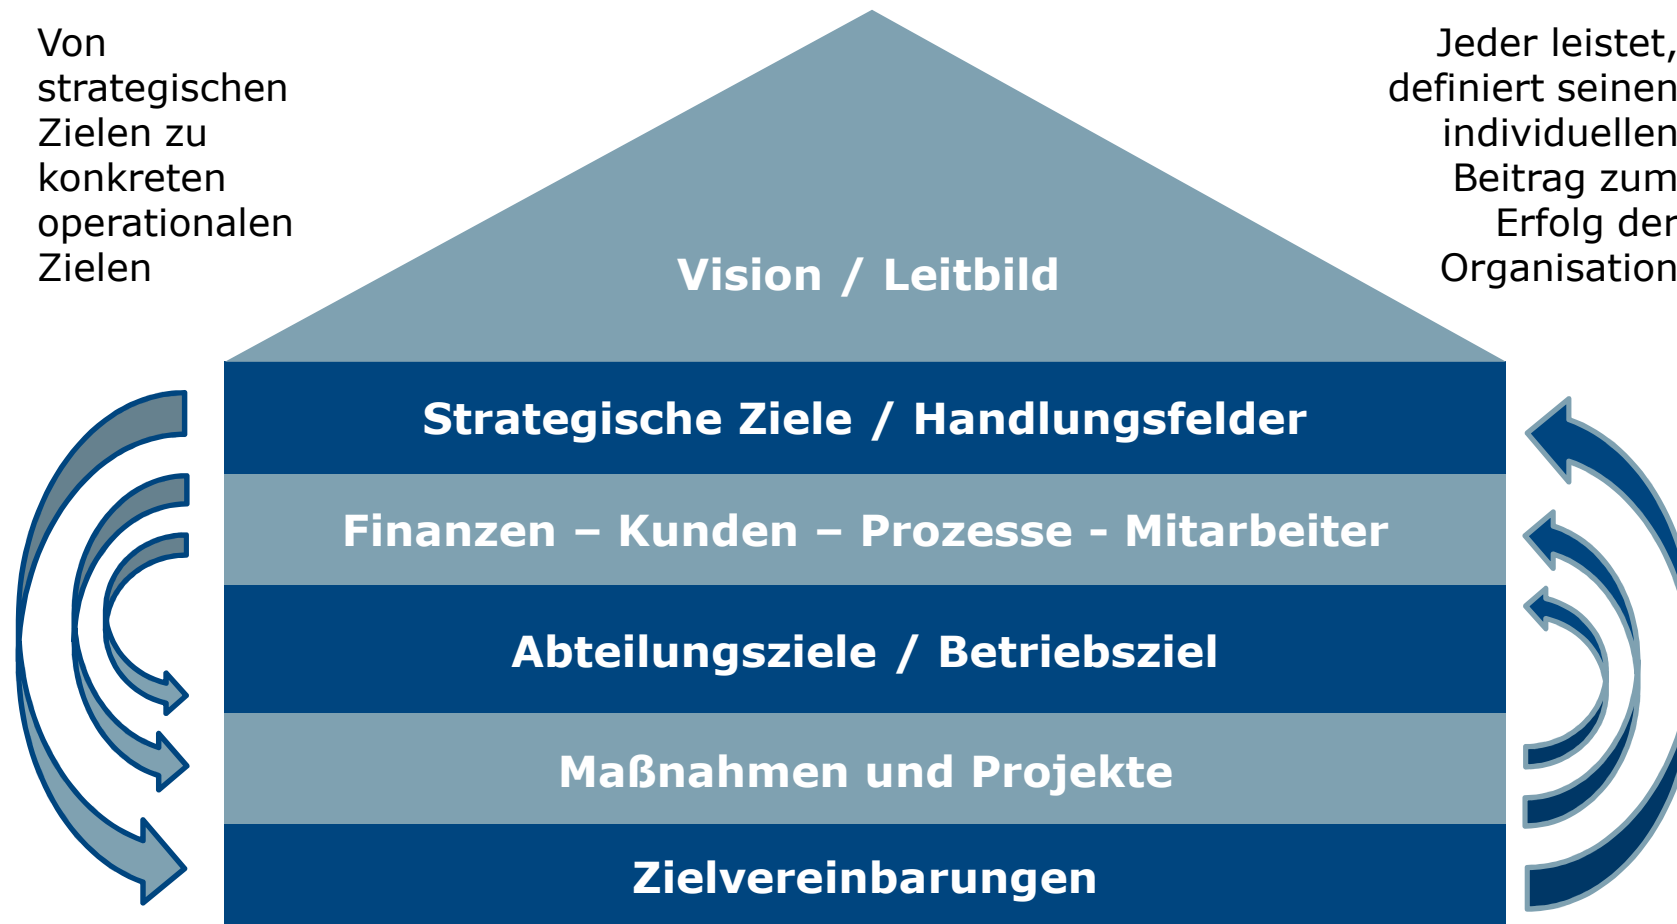 Von
strategischen
Zielen zu
konkreten
operationalen
Zielen
Jeder leistet,
definiert seinen
individuellen
Beitrag zum
Erfolg der
Organisation
Vision / Leitbild
Strategische Ziele / Handlungsfelder
Finanzen – Kunden – Prozesse - Mitarbeiter
Abteilungsziele / Betriebsziel
Maßnahmen und Projekte
Zielvereinbarungen